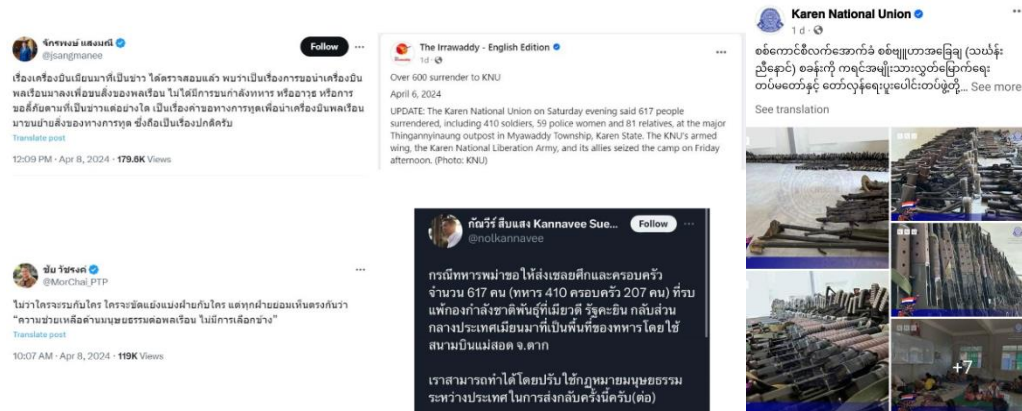 จักรพงษ์ แสงมณี
@jsangmanee
Follow
เรื่องเครื่องบินเมียนมาที่เป็นข่าว ได้ตรวจสอบแล้ว พบว่าเป็นเรื่องการขอนำเครื่องบิน
พลเรือนมาลงเพื่อขนสิ่งของพลเรือน ไม่ได้มีการขนกำลังทหาร หรืออาวุธ หรือการ
ขอลี้ภัยตามที่เป็นข่าวแต่อย่างใด เป็นเรื่องคำขอทางการทูตเพื่อนำเครื่องบินพลเรือน
มาขนย้ายสิ่งของทางการทูต ซึ่งถือเป็นเรื่องปกติครับ
Translate post
12:09 PM · Apr 8, 2024 · 179.6K Views
ชัย วัชรงค์
@MorChai_PTP
ไม่ว่าใครจะรบกับใคร ใครจะขัดแย้งแบ่งฝ่ายกับใคร แต่ทุกฝ่ายย่อมเห็นตรงกันว่า
“ความช่วยเหลือด้านมนุษยธรรมต่อพลเรือน ไม่มีการเลือกข้าง”
Translate post
10:07 AM · Apr 8, 2024 · 119K Views
The Irrawaddy - English Edition
1d ·
Over 600 surrender to KNU
April 6, 2024
UPDATE: The Karen National Union on Saturday evening said 617 people
surrendered, including 410 soldiers, 59 police women and 81 relatives, at the major
Thingannyinaung outpost in Myawaddy Township, Karen State. The KNU's armed
wing, the Karen National Liberation Army, and its allies seized the camp on Friday
afternoon. (Photo: KNU)
กัณวีร์ สืบแสง Kannavee Sue...
Follow
@nolkannavee
กรณีทหารพม่าขอให้ส่งเชลยศึกและครอบครัว
จำนวน 617 คน (ทหาร 410 ครอบครัว 207 คน) ที่รบ
แพ้กองกำลังชาติพันธุ์ที่เมียวดี รัฐคะยิน กลับส่วน
กลางประเทศเมียนมาที่เป็นพื้นที่ของทหารโดยใช้
สนามบินแม่สอด จ.ตาก
เราสามารถทำได้โดยปรับใช้กฎหมายมนุษยธรรม
ระหว่างประเทศในการส่งกลับครั้งนี้ครับ(ต่อ)
Karen National Union
1 d ·
စစ်ကောင်စီလက်အောက်ခံ စစ်ဗျူဟာအခြေချ (သင်္ဃန်း
ညီနောင်) စခန်းကို ကရင်အမျိုးသားလွတ်မြောက်ရေး
တပ်မတော်နှင့် တော်လှန်ရေးပူးပေါင်းတပ်ဖွဲ့တို့... See more
See translation
+7